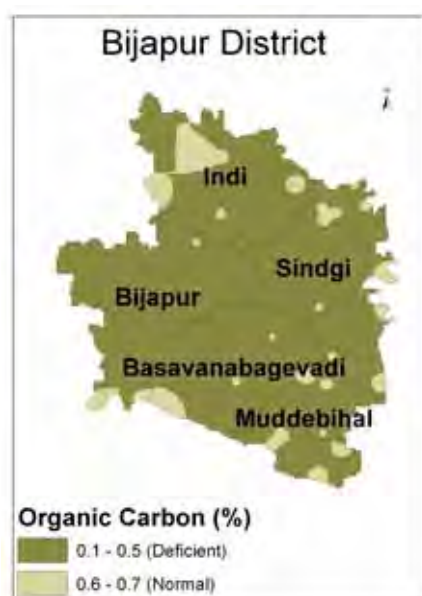 Bijapur District
Indi
Sindgi
Bijapur
Basavanabagevadi
Muddebihal
Organic Carbon (%)
0.1 - 0.5 (Deficient)
0.6 - 0.7 (Normal)